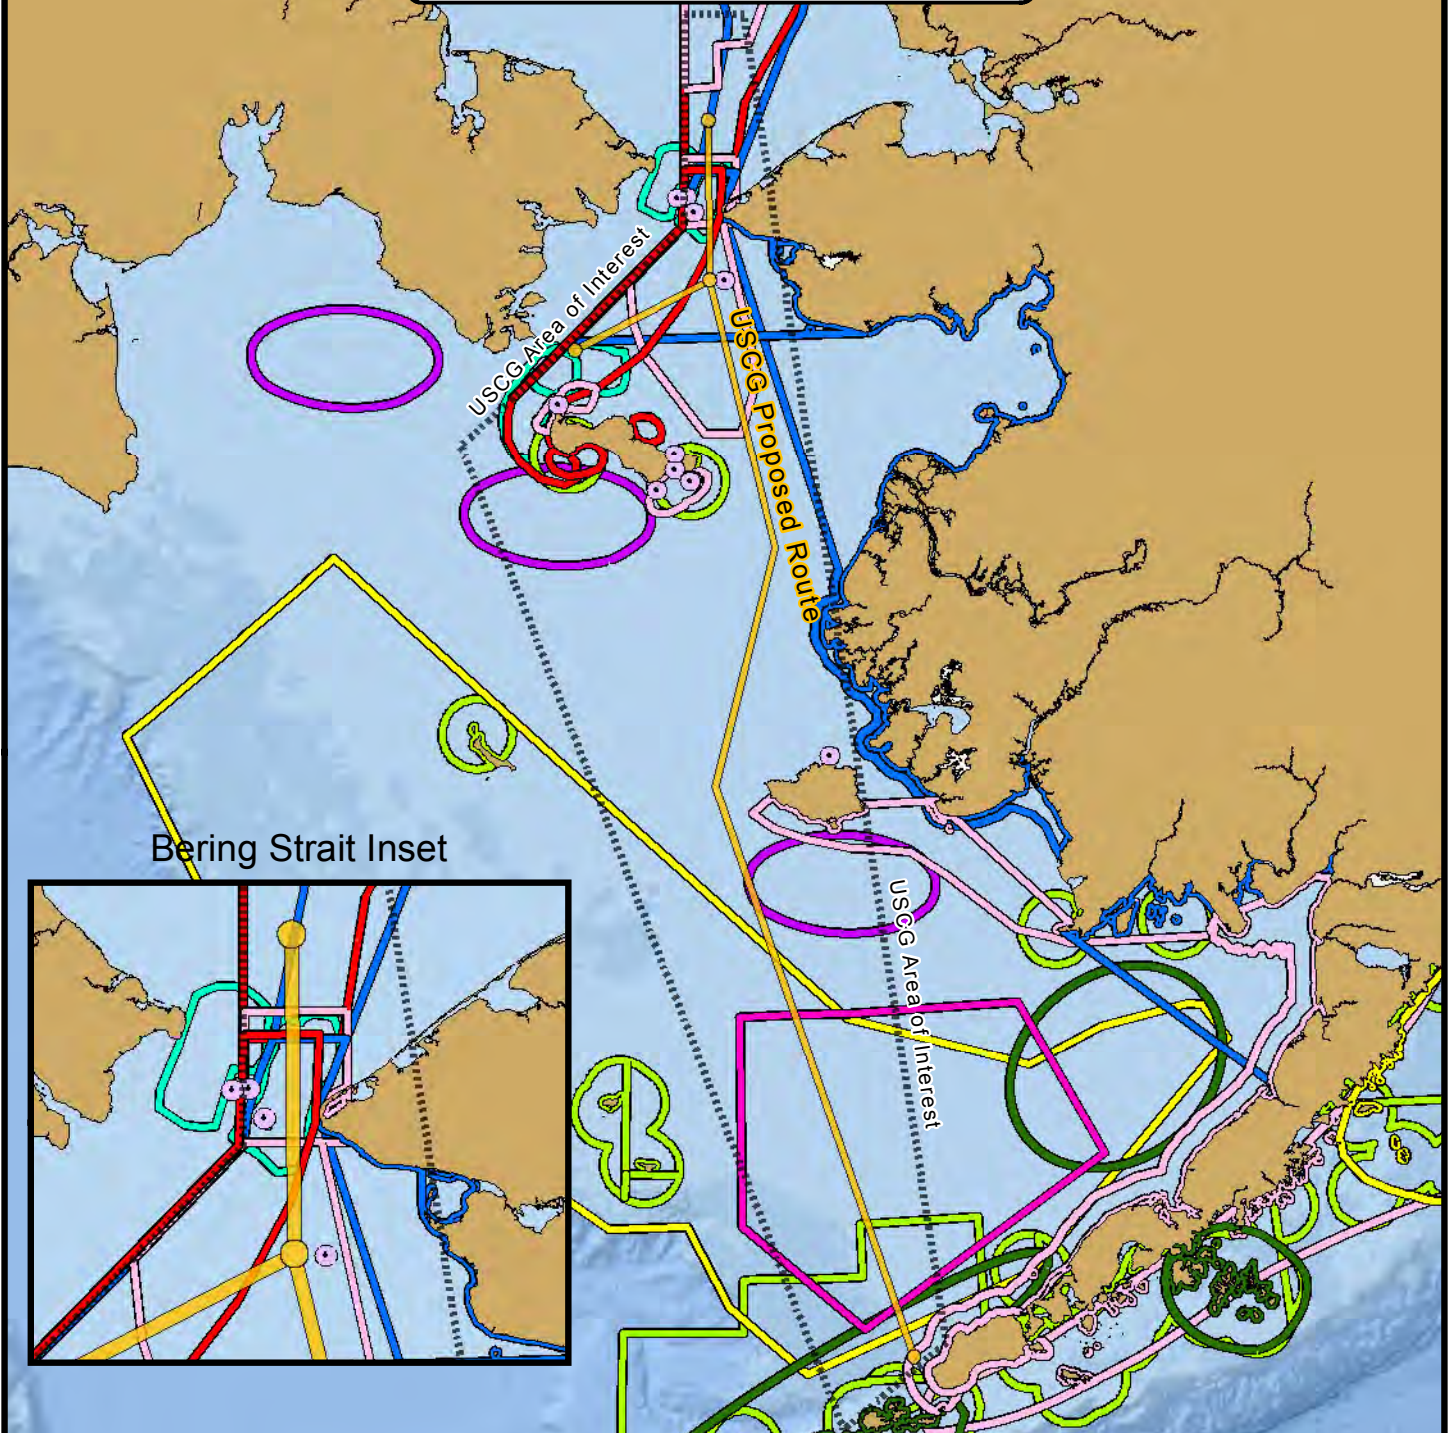 USCG Area of Interest
USCG Proposed Route
Bering Strait Inset
USCG Area of Interest